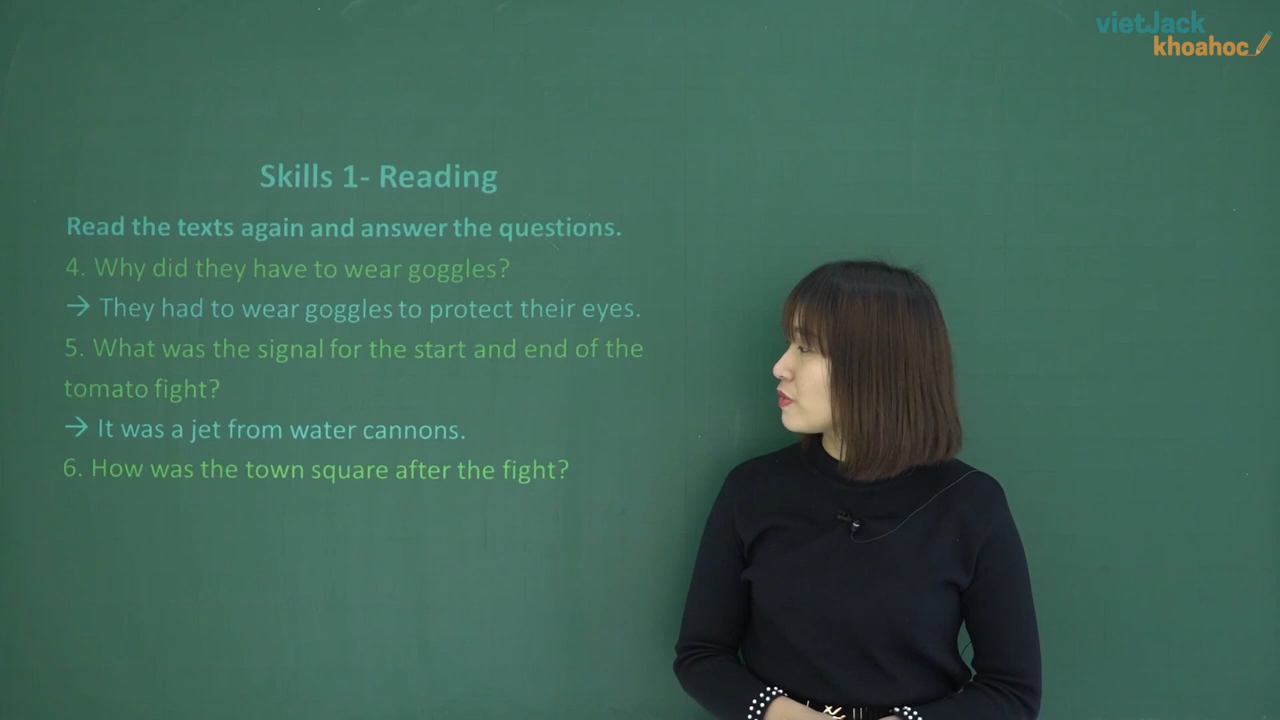 vietJack
khoahoc
Skills 1- Reading
Read the texts again and answer the questions.
4. Why did they have to wear goggles?
→ They had to wear goggles to protect their eyes.
5. What was the signal for the start and end of the
tomato fight?
→ It was a jet from water cannons.
6. How was the town square after the fight?